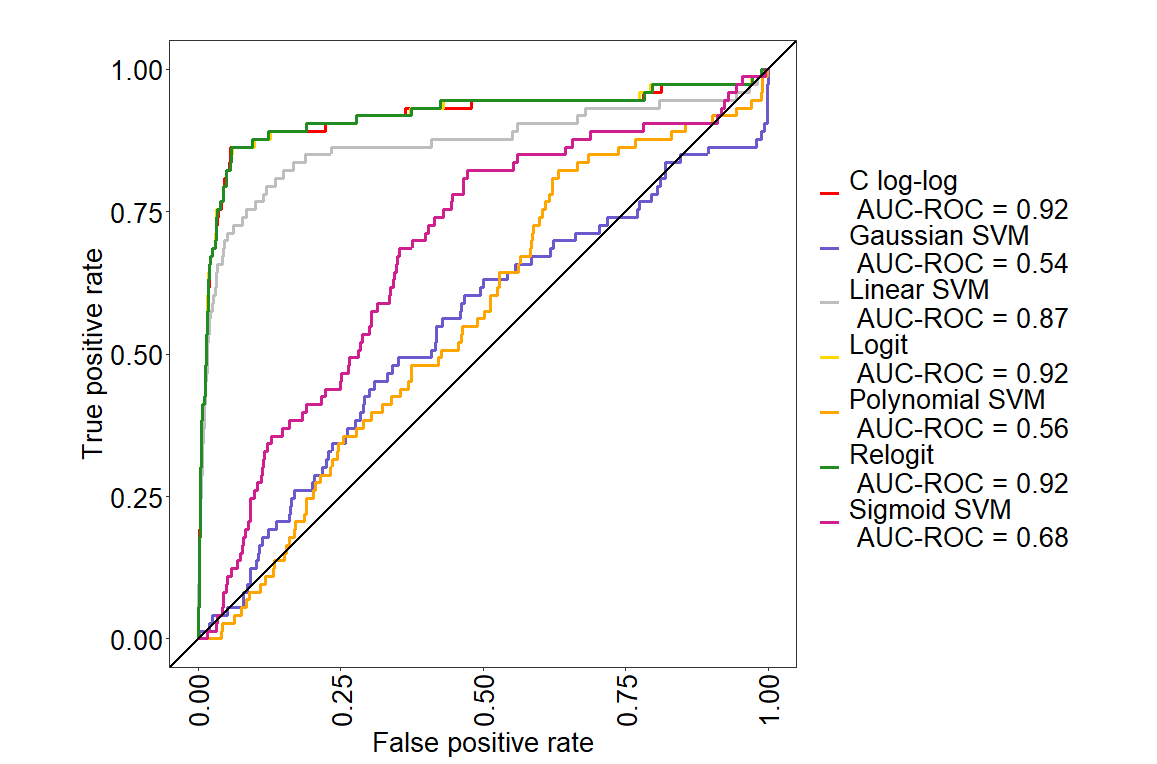 1.00
0.75
0.50
0.25
0.00
True positive rate
0.00
0.25
0.50
0.75
1.00
False positive rate
C log-log
AUC-ROC = 0.92
Gaussian SVM
AUC-ROC = 0.54
Linear SVM
AUC-ROC = 0.87
Logit
AUC-ROC = 0.92
Polynomial SVM
AUC-ROC = 0.56
Relogit
AUC-ROC = 0.92
Sigmoid SVM
AUC-ROC = 0.68